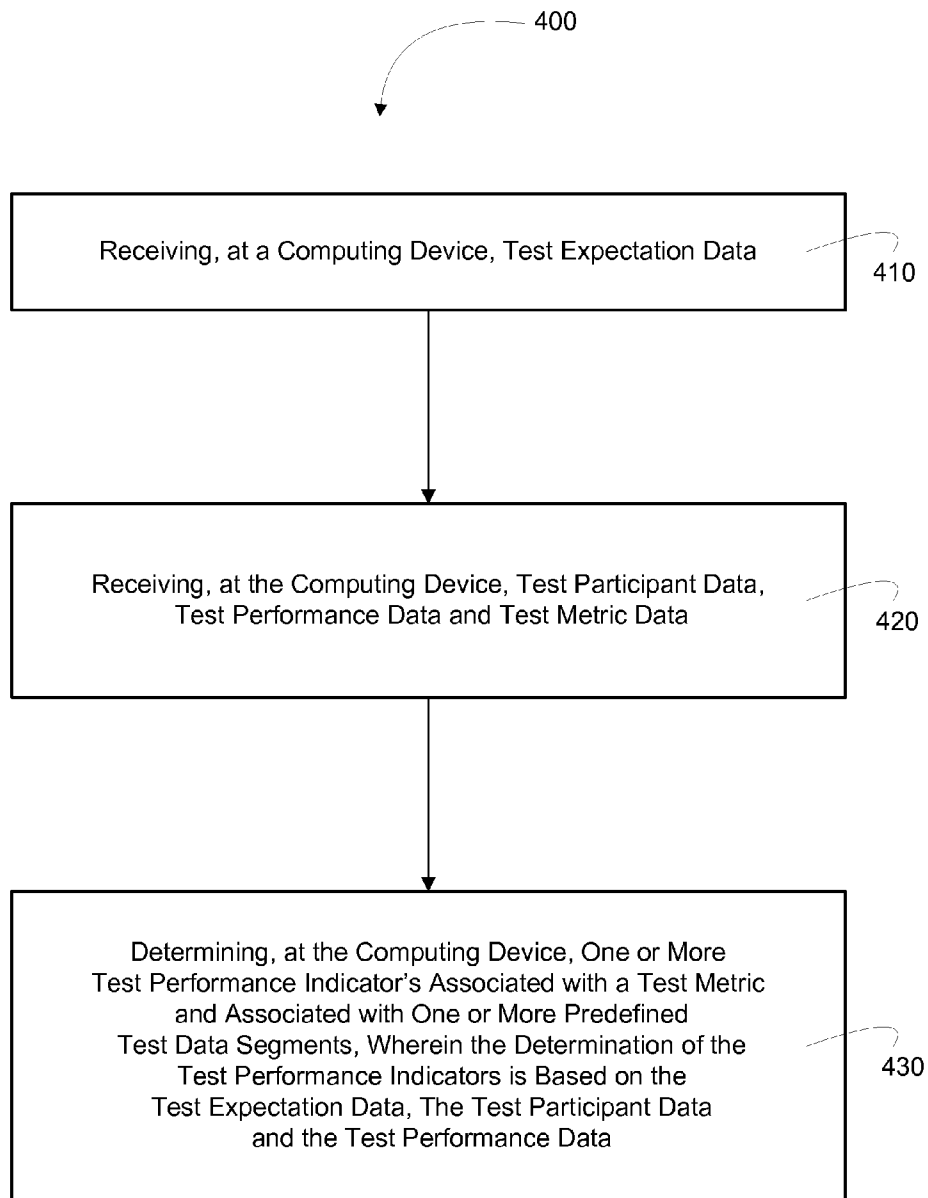 400
Receiving, at a Computing Device, Test Expectation Data
410
Receiving, at the Computing Device, Test Participant Data,
Test Performance Data and Test Metric Data
420
Determining, at the Computing Device, One or More
Test Performance Indicator's Associated with a Test Metric
and Associated with One or More Predefined
Test Data Segments, Wherein the Determination of the
Test Performance Indicators is Based on the
Test Expectation Data, The Test Participant Data
and the Test Performance Data
430